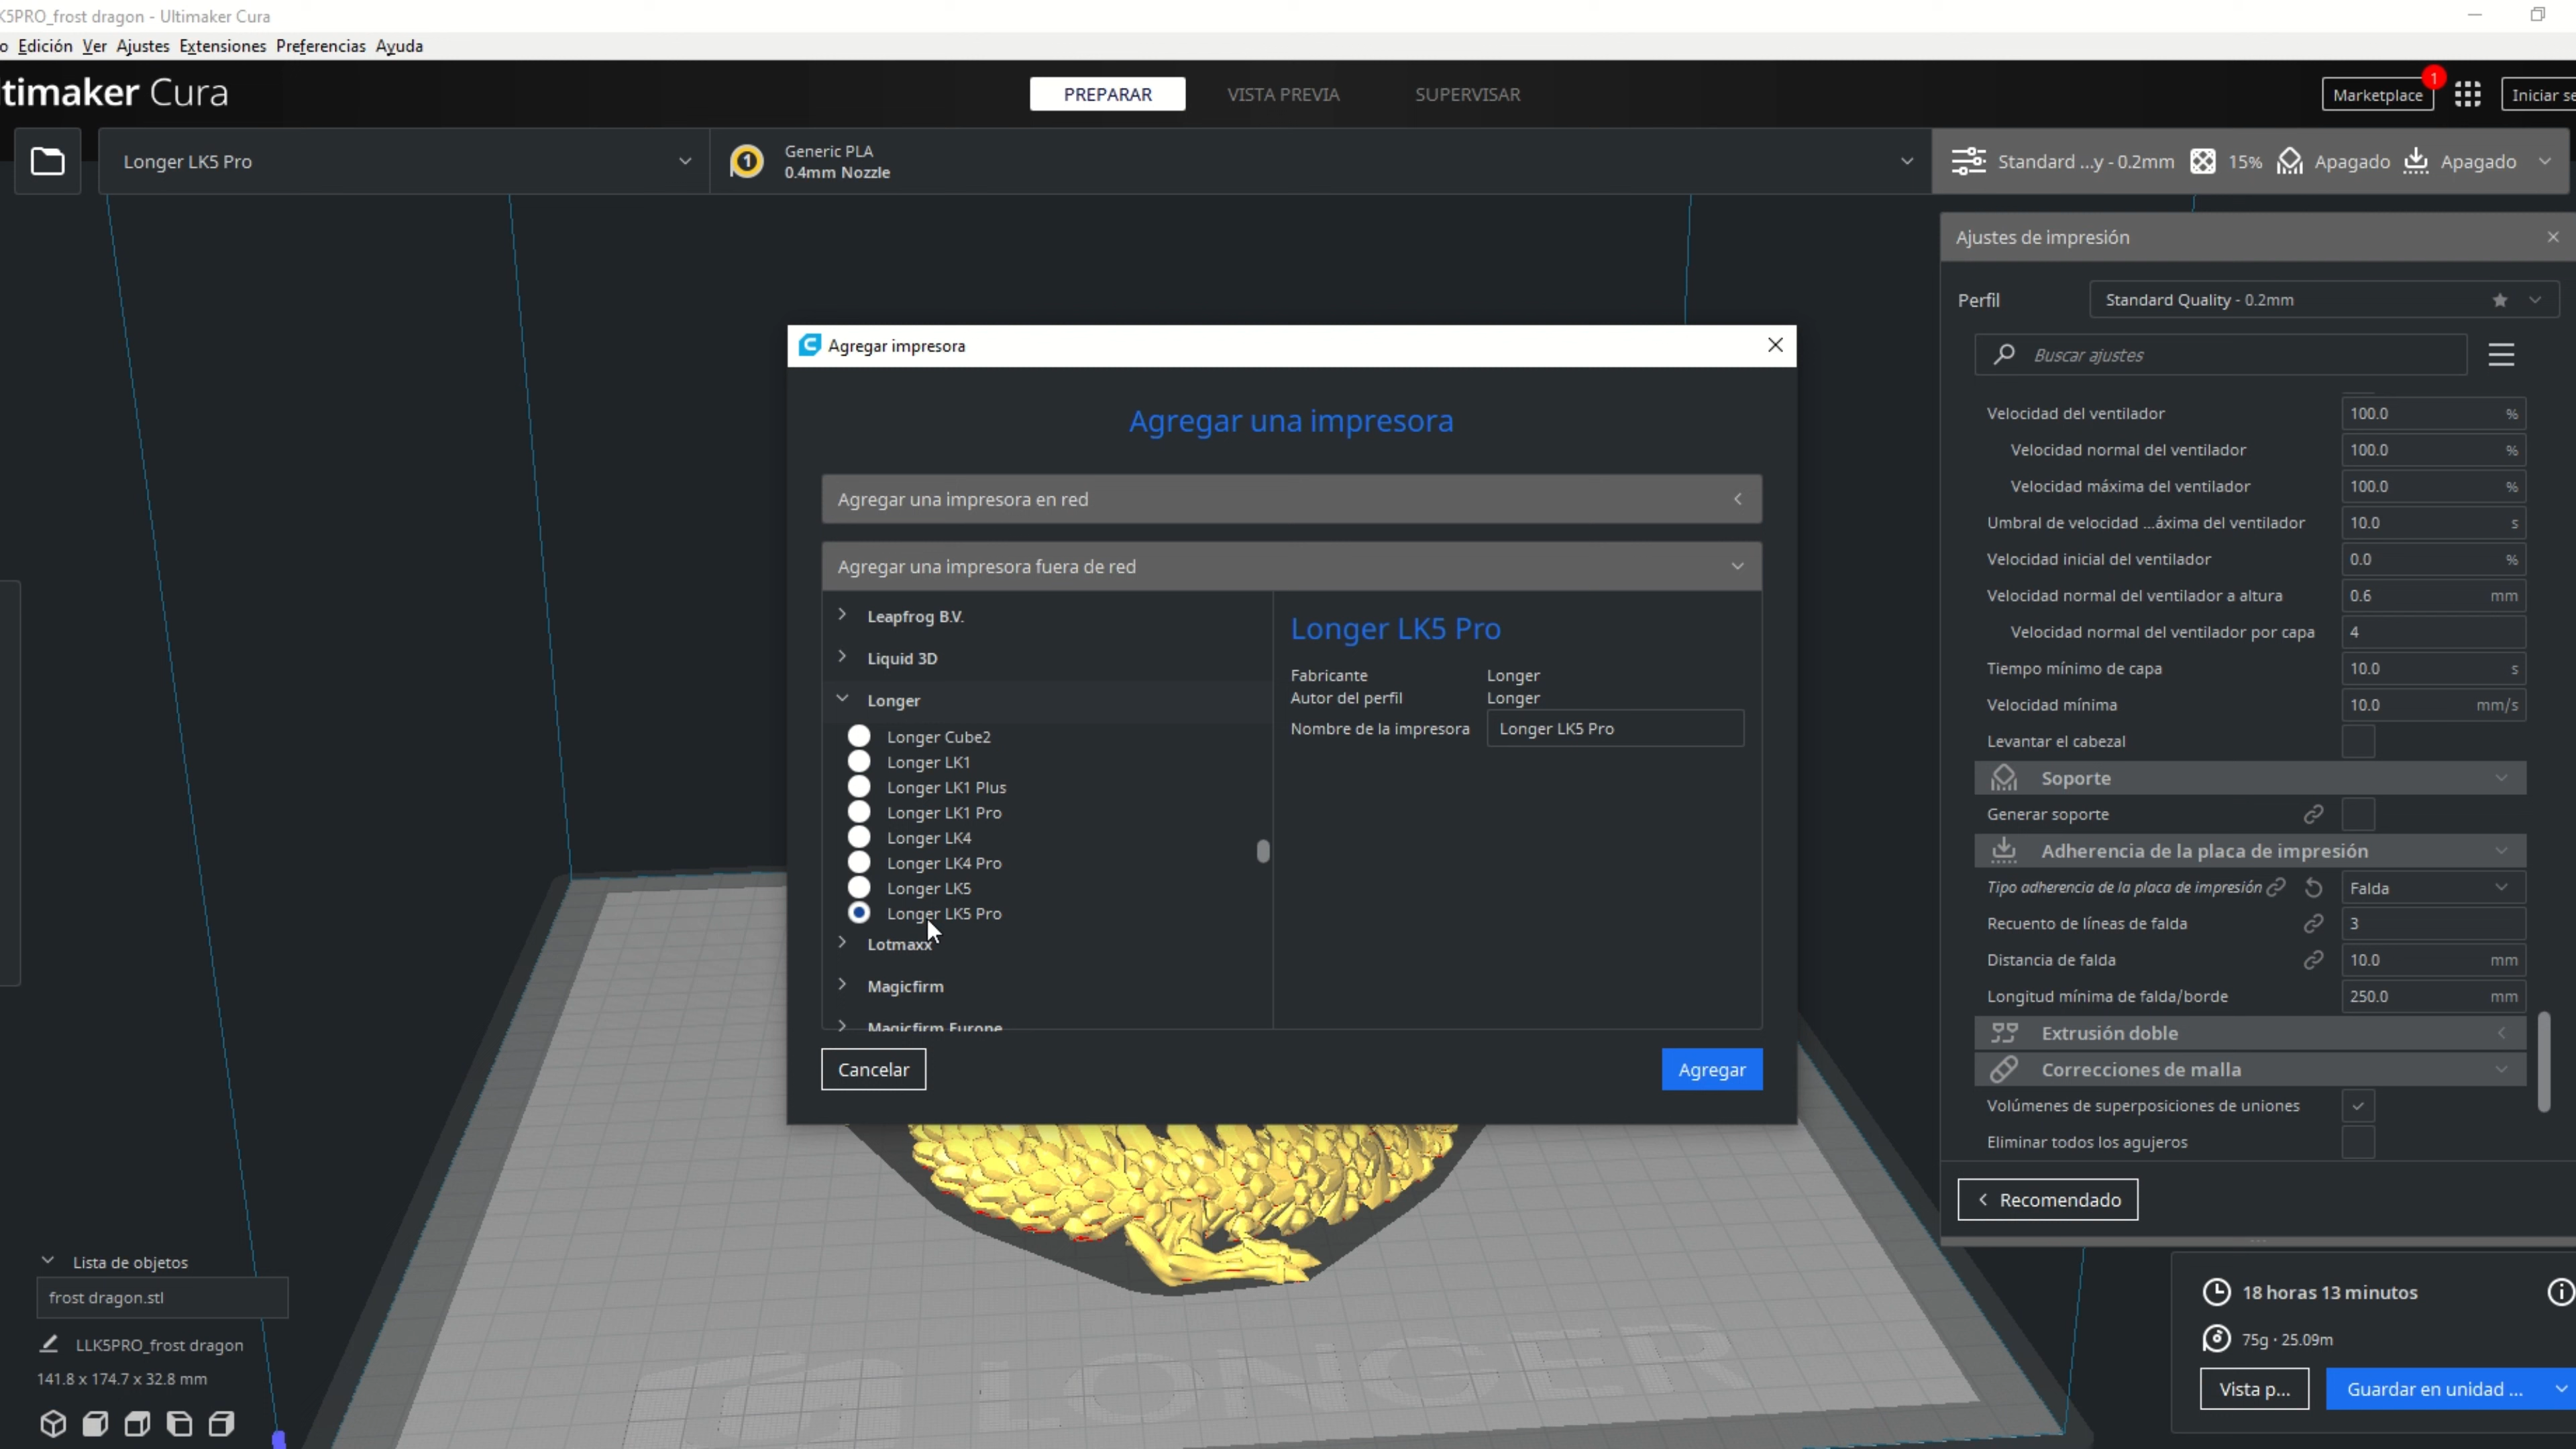 K5PRO_frost dragon - Ultimaker Cura
o Edición Ver Ajustes Extensiones Preferencias Ayuda
ltimaker Cura
PREPARAR
VISTA PREVIA
SUPERVISAR
Marketplace
1
Iniciar se
Longer LK5 Pro
1
Generic PLA
0.4mm Nozzle
Standard ...y - 0.2mm
15%
Apagado
Apagado
Ajustes de impresión
Perfil
Standard Quality - 0.2mm
Buscar ajustes
Velocidad del ventilador 100.0 %
Velocidad normal del ventilador 100.0 %
Velocidad máxima del ventilador 100.0 %
Umbral de velocidad ...áxima del ventilador 10.0 s
Velocidad inicial del ventilador 0.0 %
Velocidad normal del ventilador a altura 0.6 mm
Velocidad normal del ventilador por capa 4
Tiempo mínimo de capa 10.0 s
Velocidad mínima 10.0 mm/s
Levantar el cabezal
Soporte
Generar soporte
Adherencia de la placa de impresión
Tipo adherencia de la placa de impresión Falda
Recuento de líneas de falda 3
Distancia de falda 10.0 mm
Longitud mínima de falda/borde 250.0 mm
Extrusión doble
Correcciones de malla
Volúmenes de superposiciones de uniones
Eliminar todos los agujeros
Recomendado
Agregar impresora
Agregar una impresora
Agregar una impresora en red
Agregar una impresora fuera de red
Leapfrog B.V.
Liquid 3D
Longer
Longer Cube2
Longer LK1
Longer LK1 Plus
Longer LK1 Pro
Longer LK4
Longer LK4 Pro
Longer LK5
Longer LK5 Pro
Lotmaxx
Magicfirm
Magicfirm Europe
Longer LK5 Pro
Fabricante Longer
Autor del perfil Longer
Nombre de la impresora Longer LK5 Pro
Cancelar
Agregar
LONGER
Lista de objetos
frost dragon.stl
LLK5PRO_frost dragon
141.8 x 174.7 x 32.8 mm
18 horas 13 minutos
75g · 25.09m
Vista p...
Guardar en unidad ...